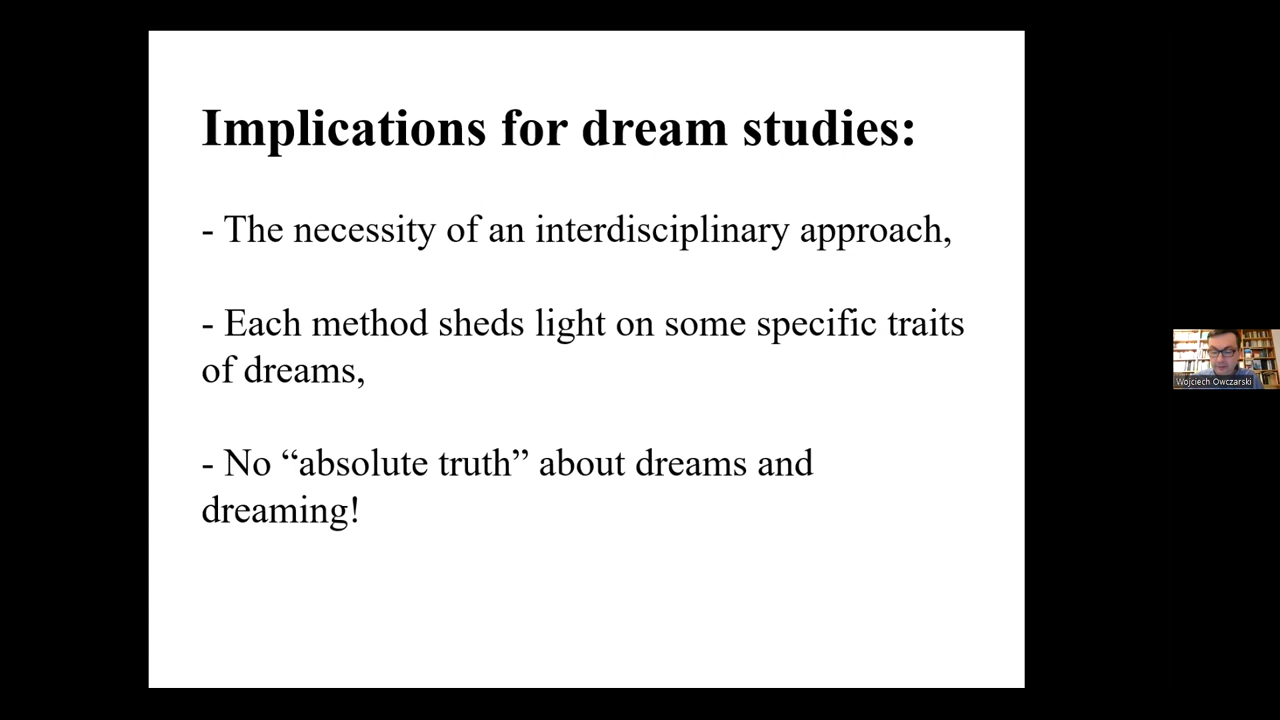 Implications for dream studies:
- The necessity of an interdisciplinary approach,
- Each method sheds light on some specific traits
of dreams,
- No “absolute truth” about dreams and
dreaming!
Wojciech Owczarski